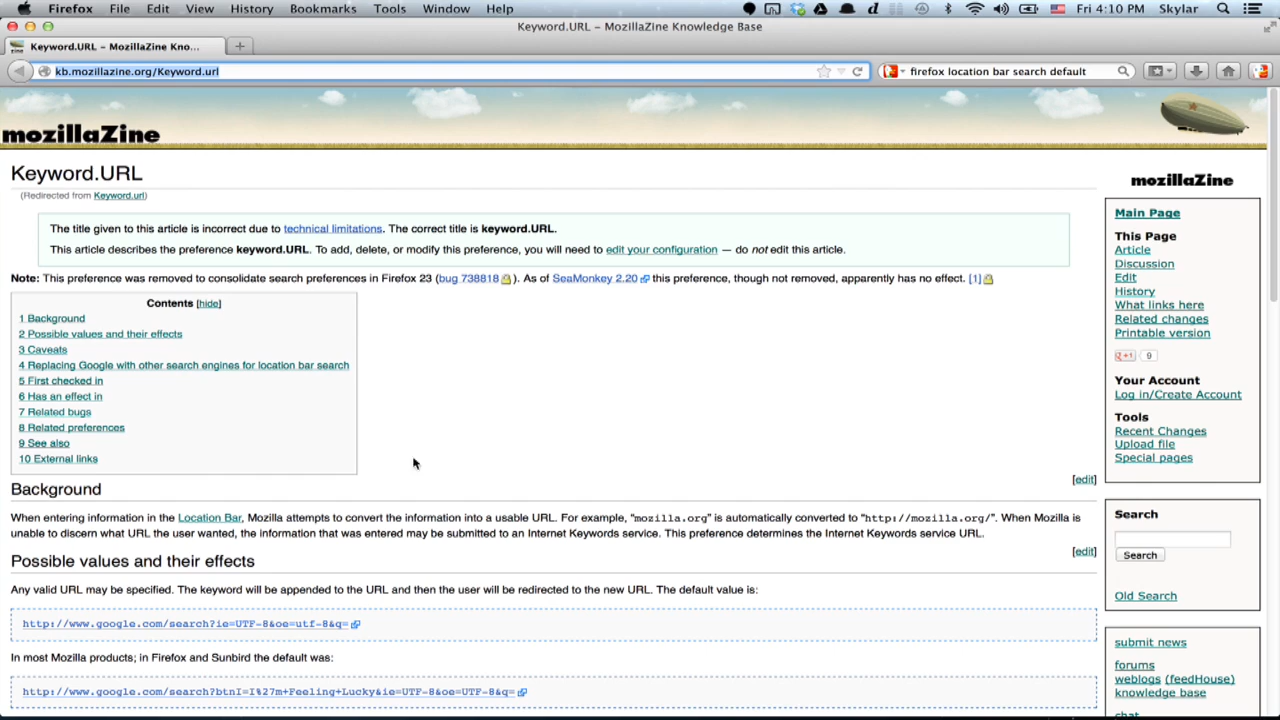 Firefox File Edit View History Bookmarks Tools Window Help Fri 4:10 PM Skylar
Keyword.URL – MozillaZine Knowledge Base
Keyword.URL – MozillaZine Kno...
kb.mozillazine.org/Keyword.url
firefox location bar search default
mozillaZine
Keyword.URL
(Redirected from Keyword.url)
The title given to this article is incorrect due to technical limitations. The correct title is keyword.URL.
This article describes the preference keyword.URL. To add, delete, or modify this preference, you will need to edit your configuration — do not edit this article.
Note: This preference was removed to consolidate search preferences in Firefox 23 (bug 738818). As of SeaMonkey 2.20 this preference, though not removed, apparently has no effect. [1]
Contents [hide]
1 Background
2 Possible values and their effects
3 Caveats
4 Replacing Google with other search engines for location bar search
5 First checked in
6 Has an effect in
7 Related bugs
8 Related preferences
9 See also
10 External links
[edit]
Background
When entering information in the Location Bar, Mozilla attempts to convert the information into a usable URL. For example, "mozilla.org" is automatically converted to "http://mozilla.org/". When Mozilla is
unable to discern what URL the user wanted, the information that was entered may be submitted to an Internet Keywords service. This preference determines the Internet Keywords service URL.
[edit]
Possible values and their effects
Any valid URL may be specified. The keyword will be appended to the URL and then the user will be redirected to the new URL. The default value is:
http://www.google.com/search?ie=UTF-8&oe=utf-8&q=
In most Mozilla products; in Firefox and Sunbird the default was:
http://www.google.com/search?btnI=I%27m+Feeling+Lucky&ie=UTF-8&oe=UTF-8&q=
mozillaZine
Main Page
This Page
Article
Discussion
Edit
History
What links here
Related changes
Printable version
+1 9
Your Account
Log in/Create Account
Tools
Recent Changes
Upload file
Special pages
Search
Search
Old Search
submit news
forums
weblogs (feedHouse)
knowledge base
chat